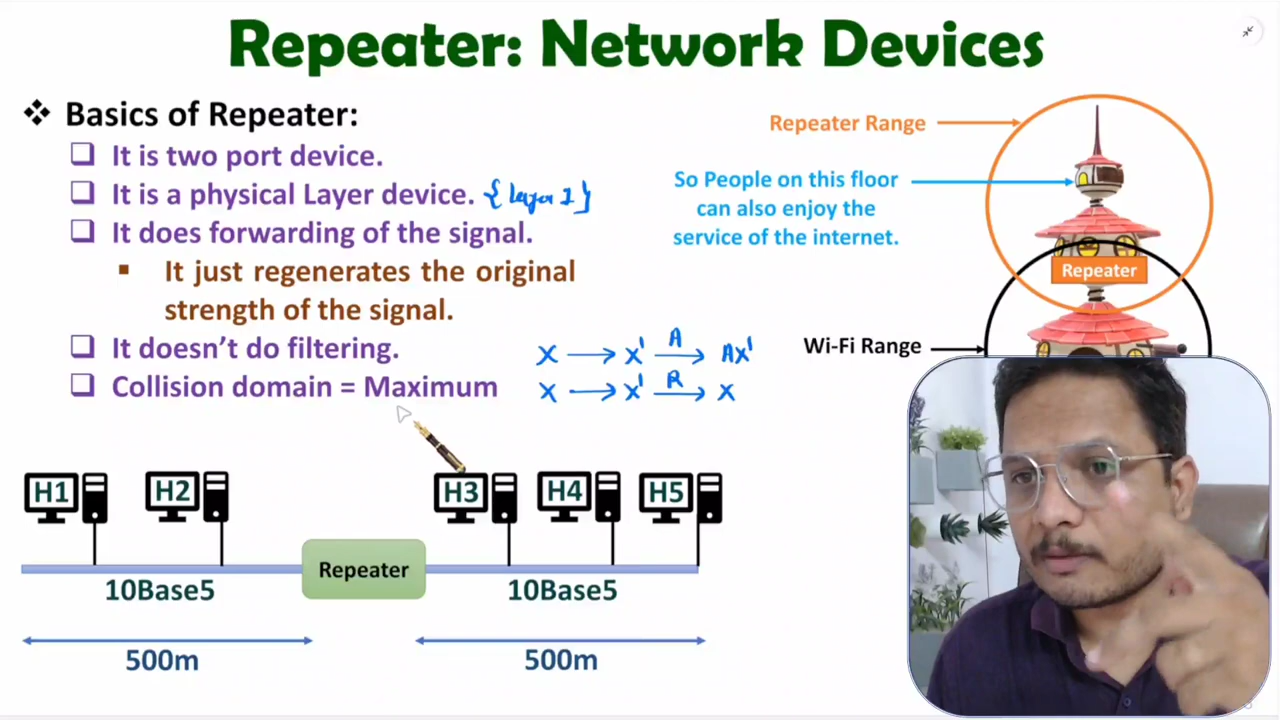 Repeater: Network Devices
❖ Basics of Repeater:
❑ It is two port device.
❑ It is a physical Layer device. {layer 1}
❑ It does forwarding of the signal.
▪ It just regenerates the original
strength of the signal.
❑ It doesn't do filtering.
❑ Collision domain = Maximum
X → X' A → AX'
X → X' R → X
Repeater Range
So People on this floor
can also enjoy the
service of the internet.
Repeater
Wi-Fi Range
H1
H2
H3
H4
H5
Repeater
10Base5
10Base5
500m
500m